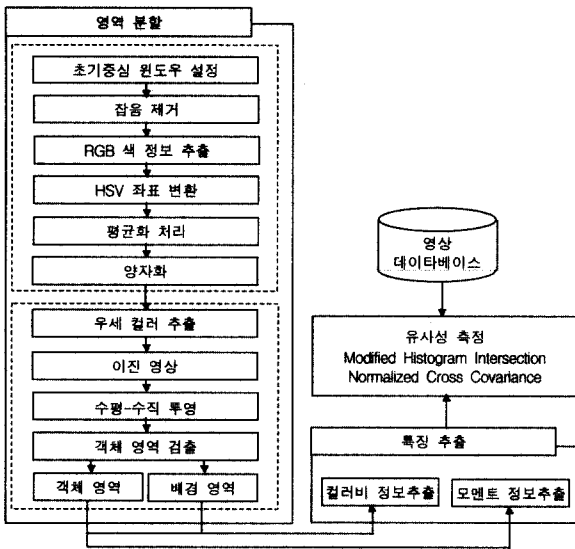 영역 분할
초기중심 윈도우 설정
잡음 제거
RGB 색 정보 추출
HSV 좌표 변환
평균화 처리
양자화
우세 컬러 추출
이진 영상
수평-수직 투영
객체 영역 검출
객체 영역
배경 영역
영상
데이타베이스
유사성 측정
Modified Histogram Intersection
Normalized Cross Covariance
특징 추출
컬러비 정보추출
모멘트 정보추출